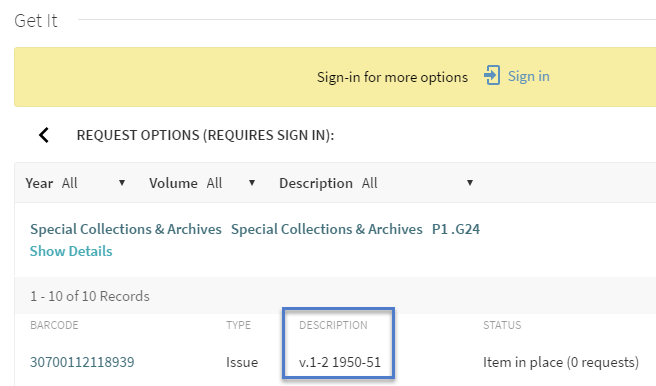 Get It
Sign-in for more options Sign in
REQUEST OPTIONS (REQUIRES SIGN IN):
Year All Volume All Description All
Special Collections & Archives Special Collections & Archives P1 .G24
Show Details
1 - 10 of 10 Records
BARCODE TYPE DESCRIPTION STATUS
30700112118939 Issue v.1-2 1950-51 Item in place (0 requests)